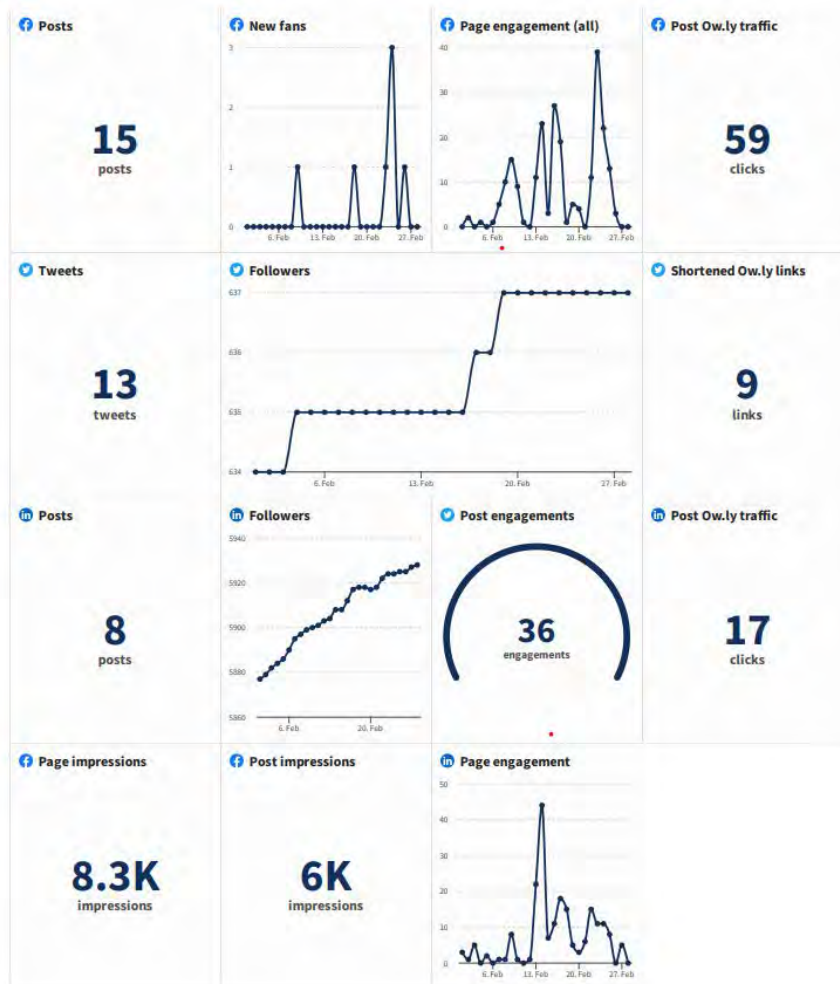 Posts
15
posts
New fans
3
2
1
0
6. Feb 13. Feb 20. Feb 27. Feb
Page engagement (all)
40
30
20
10
0
6. Feb 13. Feb 20. Feb 27. Feb
Post Ow.ly traffic
59
clicks
Tweets
13
tweets
Followers
637
636
635
634
6. Feb 13. Feb 20. Feb 27. Feb
Shortened Ow.ly links
9
links
in Posts
8
posts
in Followers
5940
5920
5900
5880
5860
6. Feb 20. Feb
Post engagements
36
engagements
in Post Ow.ly traffic
17
clicks
Page impressions
8.3K
impressions
Post impressions
6K
impressions
in Page engagement
50
40
30
20
10
0
6. Feb 13. Feb 20. Feb 27. Feb